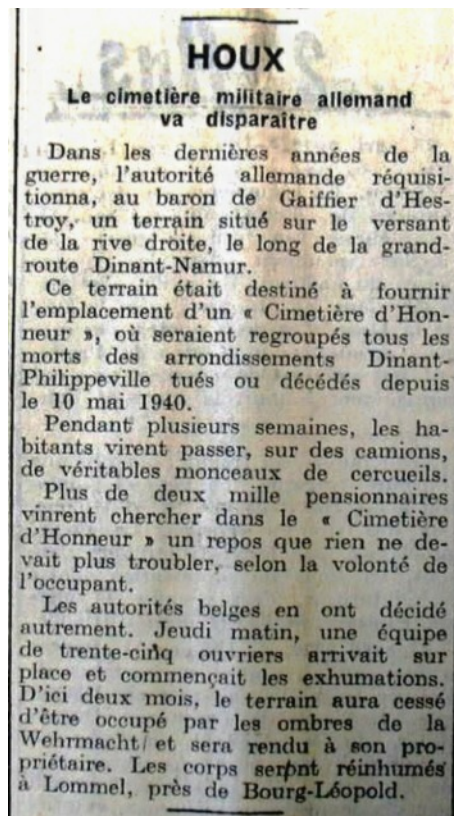 HOUX
Le cimetière militaire allemand
va disparaître
Dans les dernières années de la
guerre, l'autorité allemande réquisi-
tionna, au baron de Gaiffier d'Hes-
troy, un terrain situé sur le versant
de la rive droite, le long de la grand-
route Dinant-Namur.
Ce terrain était destiné à fournir
l'emplacement d'un « Cimetière d'Hon-
neur », où seraient regroupés tous les
morts des arrondissements Dinant-
Philippeville tués ou décédés depuis
le 10 mai 1940.
Pendant plusieurs semaines, les ha-
bitants virent passer, sur des camions,
de véritables monceaux de cercueils.
Plus de deux mille pensionnaires
vinrent chercher dans le « Cimetière
d'Honneur » un repos que rien ne de-
vait plus troubler, selon la volonté de
l'occupant.
Les autorités belges en ont décidé
autrement. Jeudi matin, une équipe
de trente-cinq ouvriers arrivait sur
place et commençait les exhumations.
D'ici deux mois, le terrain aura cessé
d'être occupé par les ombres de la
Wehrmacht et sera rendu à son pro-
priétaire. Les corps seront réinhumés
à Lommel, près de Bourg-Léopold.